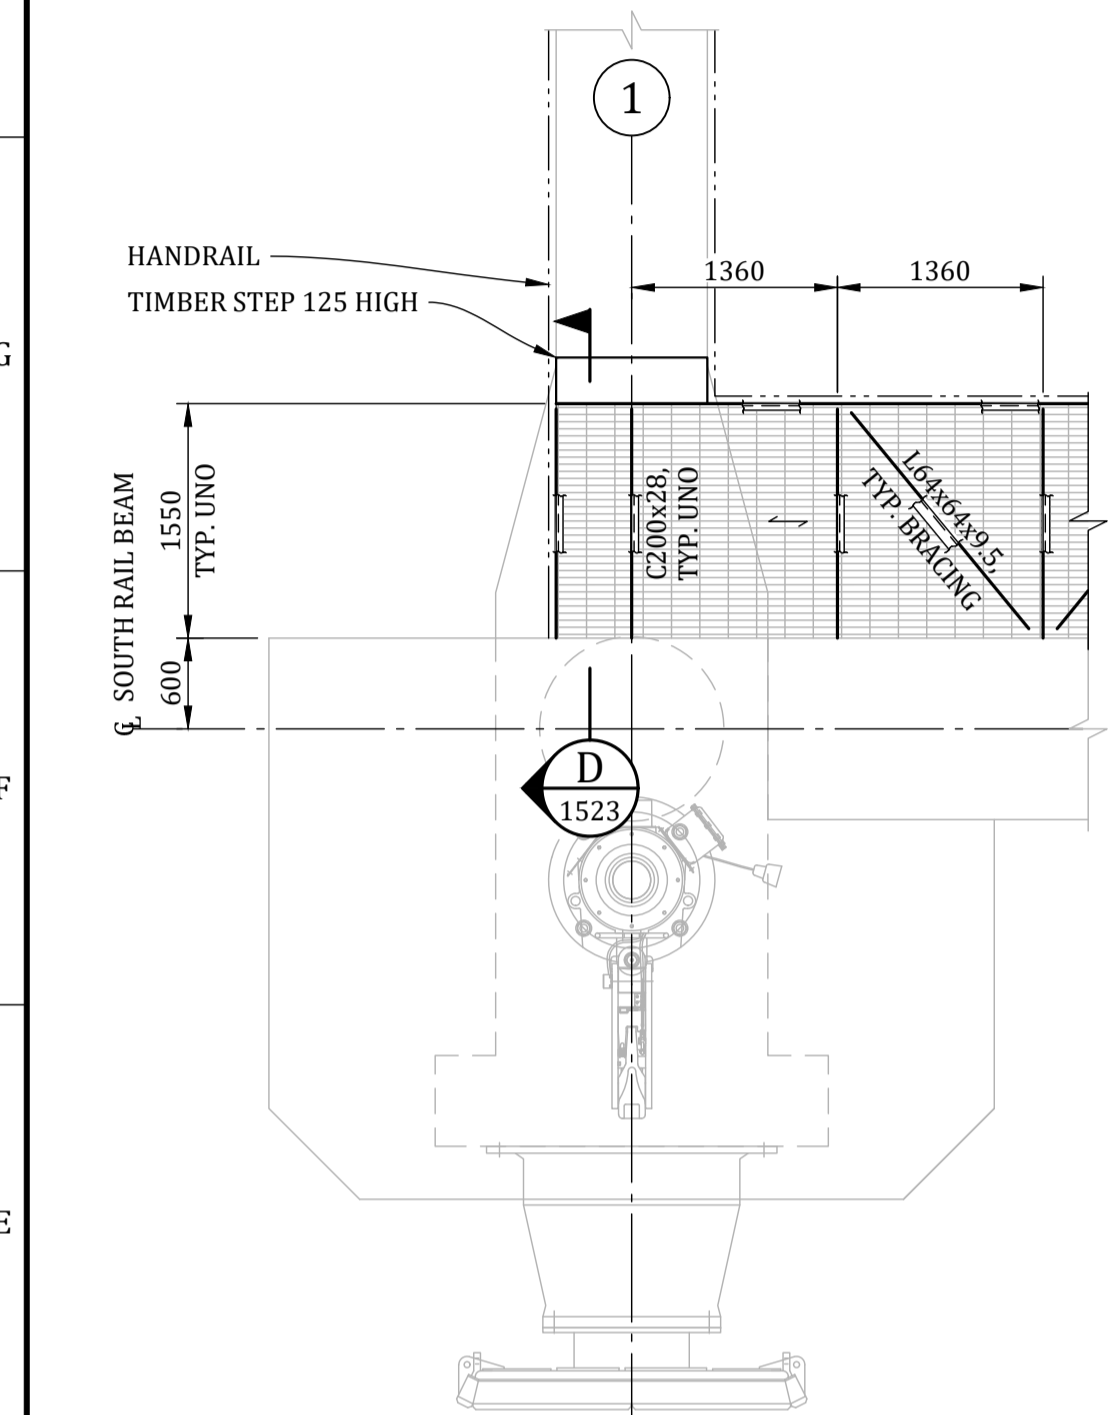 1
HANDRAIL
TIMBER STEP 125 HIGH
1360
1360
G
SOUTH RAIL BEAM
1550
TYP. UNO
C200x28,
TYP. UNO
L64x64x9.5,
TYP. BRACING
600
℄
F
D
1523
E